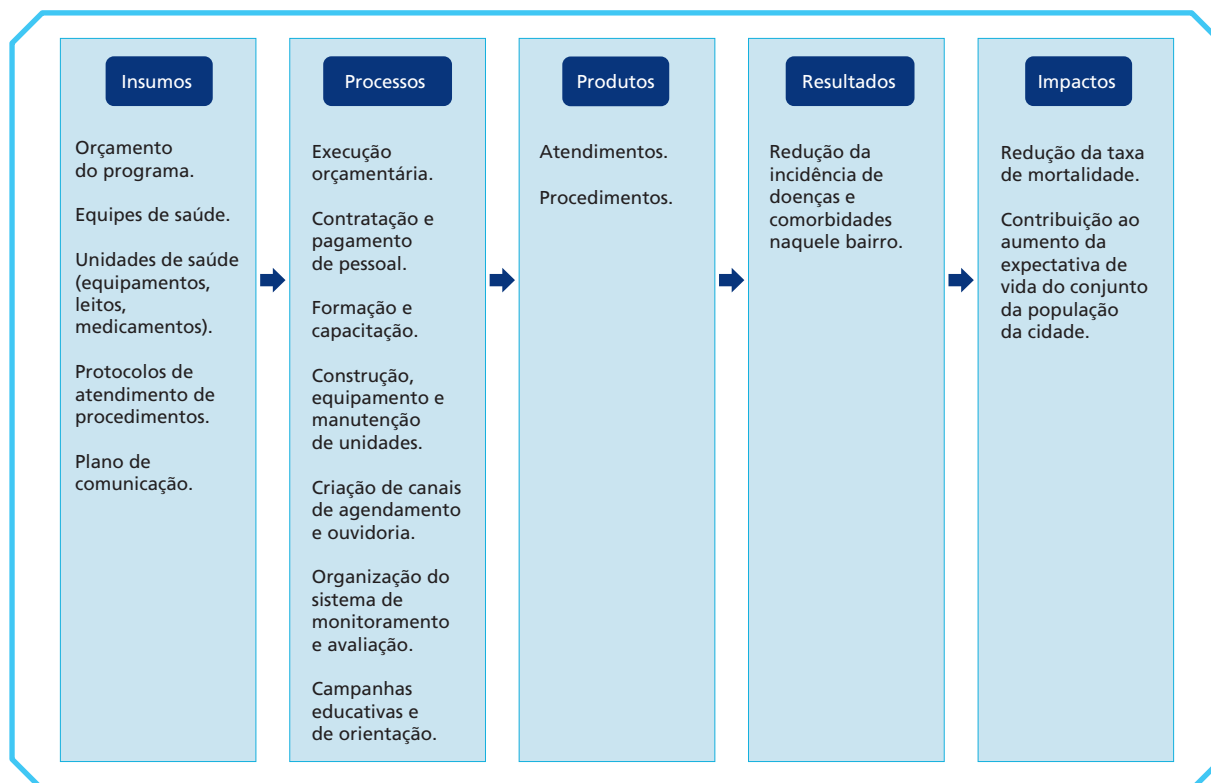 Insumos
Orçamento
do programa.
Equipes de saúde.
Unidades de saúde
(equipamentos,
leitos,
medicamentos).
Protocolos de
atendimento de
procedimentos.
Plano de
comunicação.
Processos
Execução
orçamentária.
Contratação e
pagamento
de pessoal.
Formação e
capacitação.
Construção,
equipamento e
manutenção
de unidades.
Criação de canais
de agendamento
e ouvidoria.
Organização do
sistema de
monitoramento
e avaliação.
Campanhas
educativas e
de orientação.
Produtos
Atendimentos.
Procedimentos.
Resultados
Redução da
incidência de
doenças e
comorbidades
naquele bairro.
Impactos
Redução da taxa
de mortalidade.
Contribuição ao
aumento da
expectativa de
vida do conjunto
da população
da cidade.